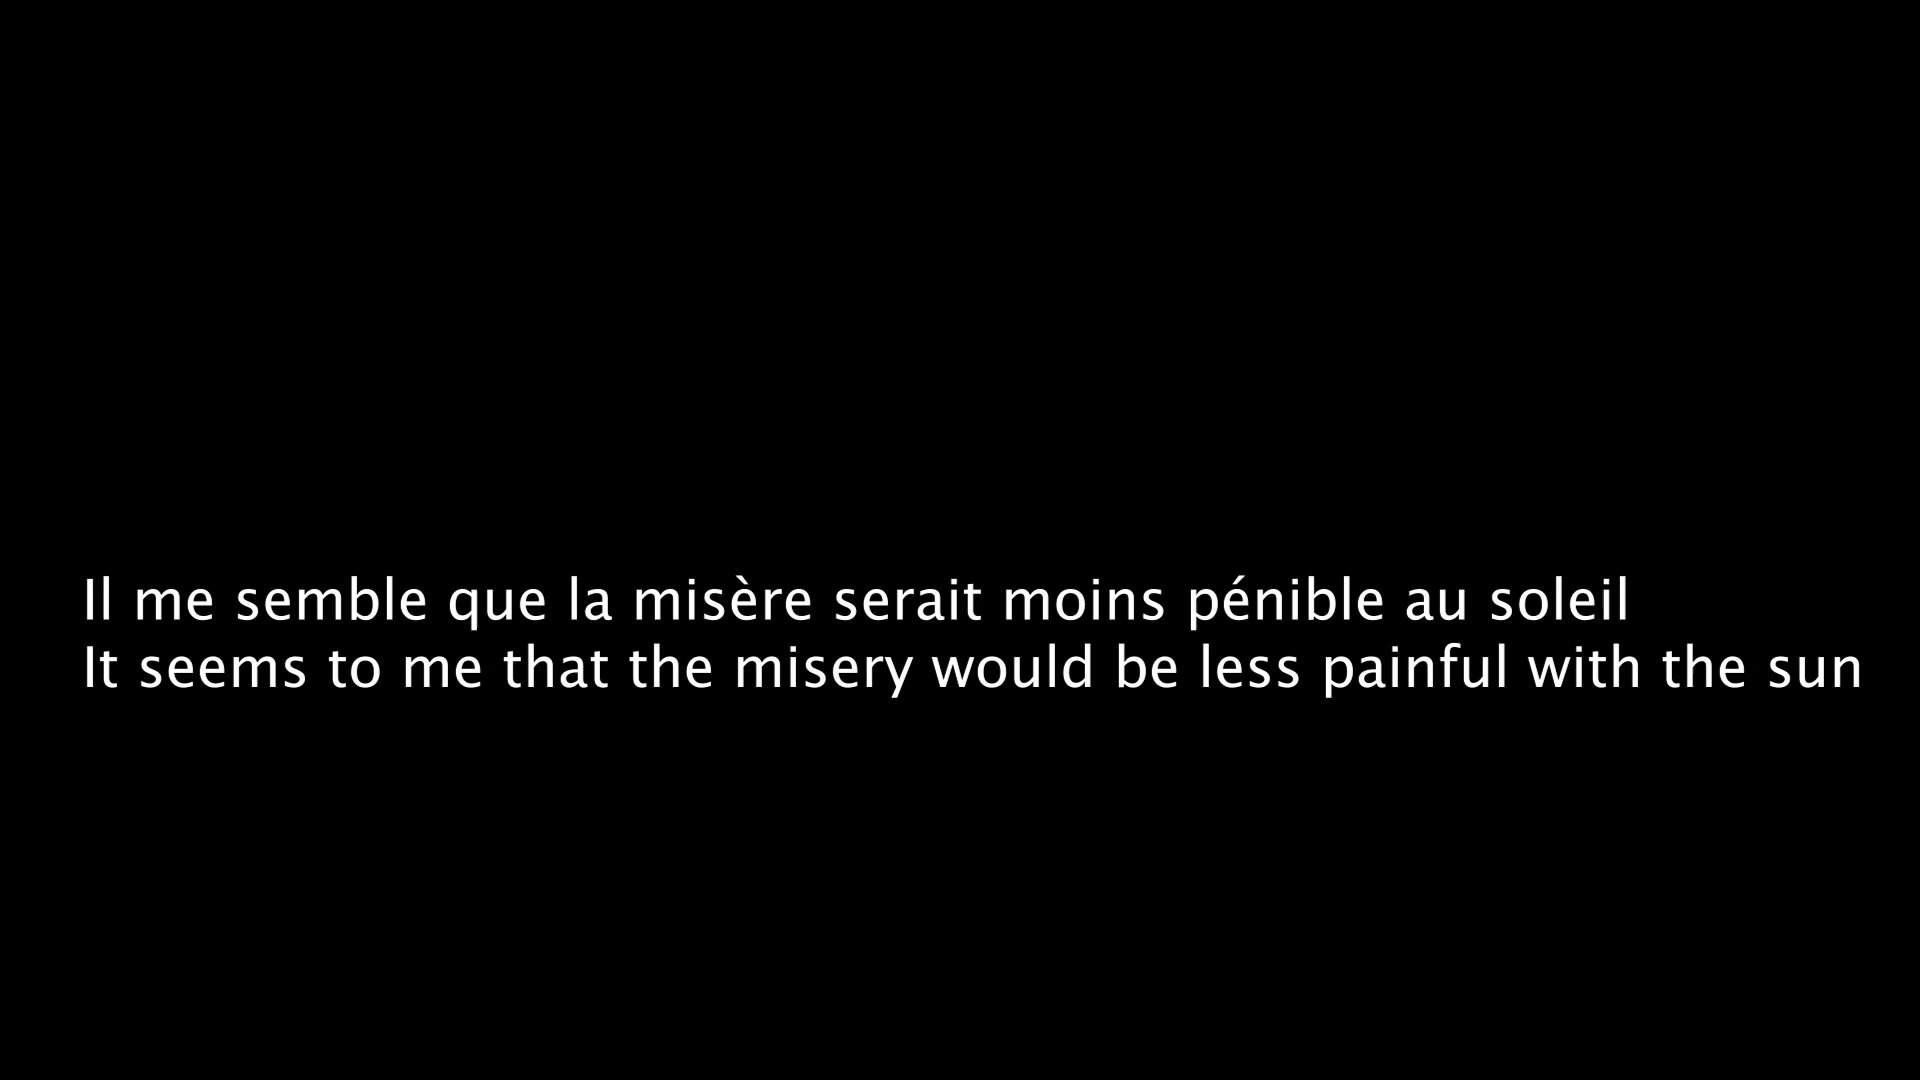 Il me semble que la misère serait moins pénible au soleil
It seems to me that the misery would be less painful with the sun